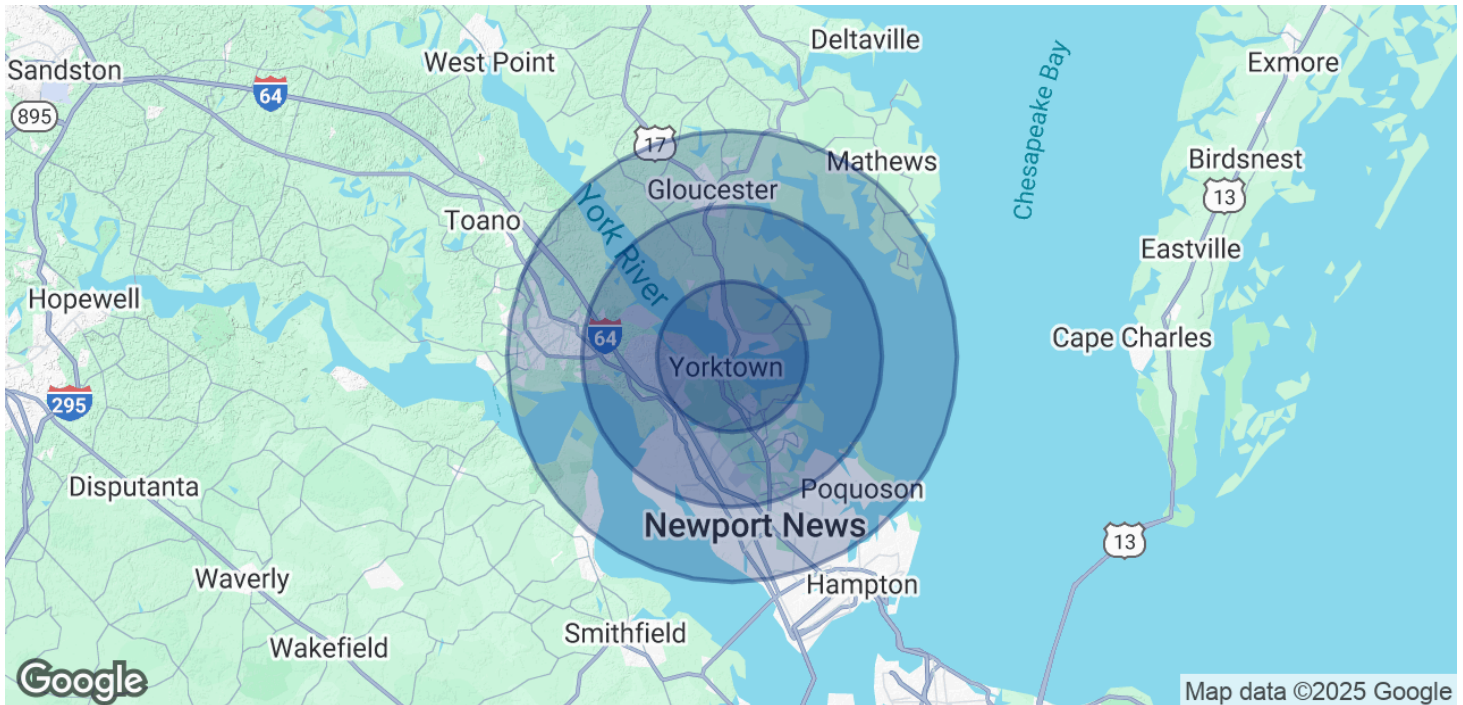 Deltaville
West Point
Exmore
Sandston
64
895
Chesapeake Bay
17
Mathews
Birdsnest
13
Gloucester
York River
Toano
Eastville
Hopewell
64
Cape Charles
Yorktown
295
Disputanta
Poquoson
Newport News
13
Waverly
Hampton
Smithfield
Wakefield
Google
Map data ©2025 Google